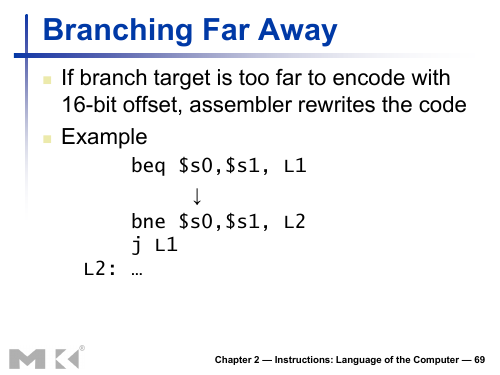 Branching Far Away
If branch target is too far to encode with
16-bit offset, assembler rewrites the code
Example
beq $s0,$s1, L1
↓
bne $s0,$s1, L2
j L1
L2: …
MK®
Chapter 2 — Instructions: Language of the Computer — 69